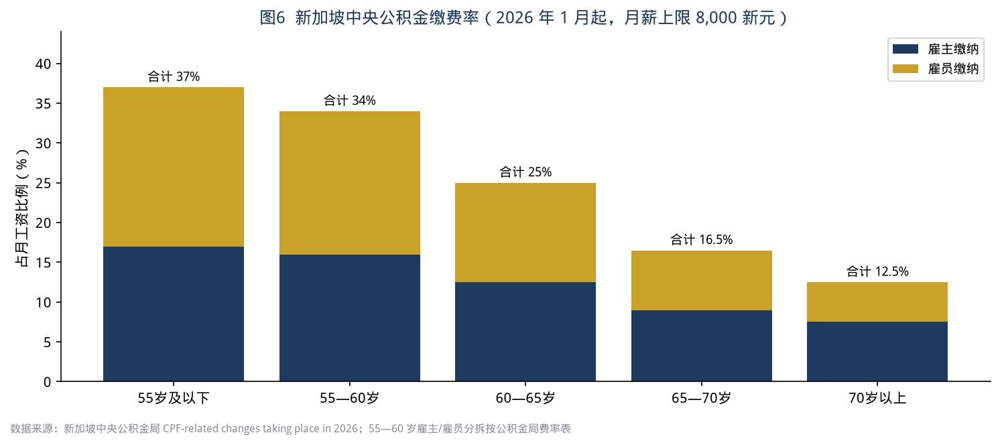 图6 新加坡中央公积金缴费率（2026 年 1 月起，月薪上限 8,000 新元）
雇主缴纳
雇员缴纳
占月工资比例（%）
40
35
30
25
20
15
10
5
0
合计 37%
合计 34%
合计 25%
合计 16.5%
合计 12.5%
55岁及以下
55—60岁
60—65岁
65—70岁
70岁以上
数据来源：新加坡中央公积金局 CPF-related changes taking place in 2026；55—60 岁雇主/雇员分拆按公积金局费率表